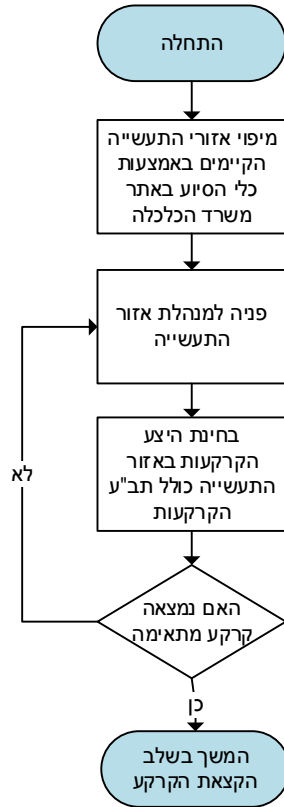 התחלה
מיפוי אזורי התעשייה
הקיימים באמצעות
כלי הסיוע באתר
משרד הכלכלה
פניה למנהלת אזור
התעשייה
בחינת היצע
הקרקעות באזור
התעשייה כולל תב"ע
הקרקעות
לא
האם נמצאה
קרקע מתאימה
כן
המשך בשלב
הקצאת הקרקע